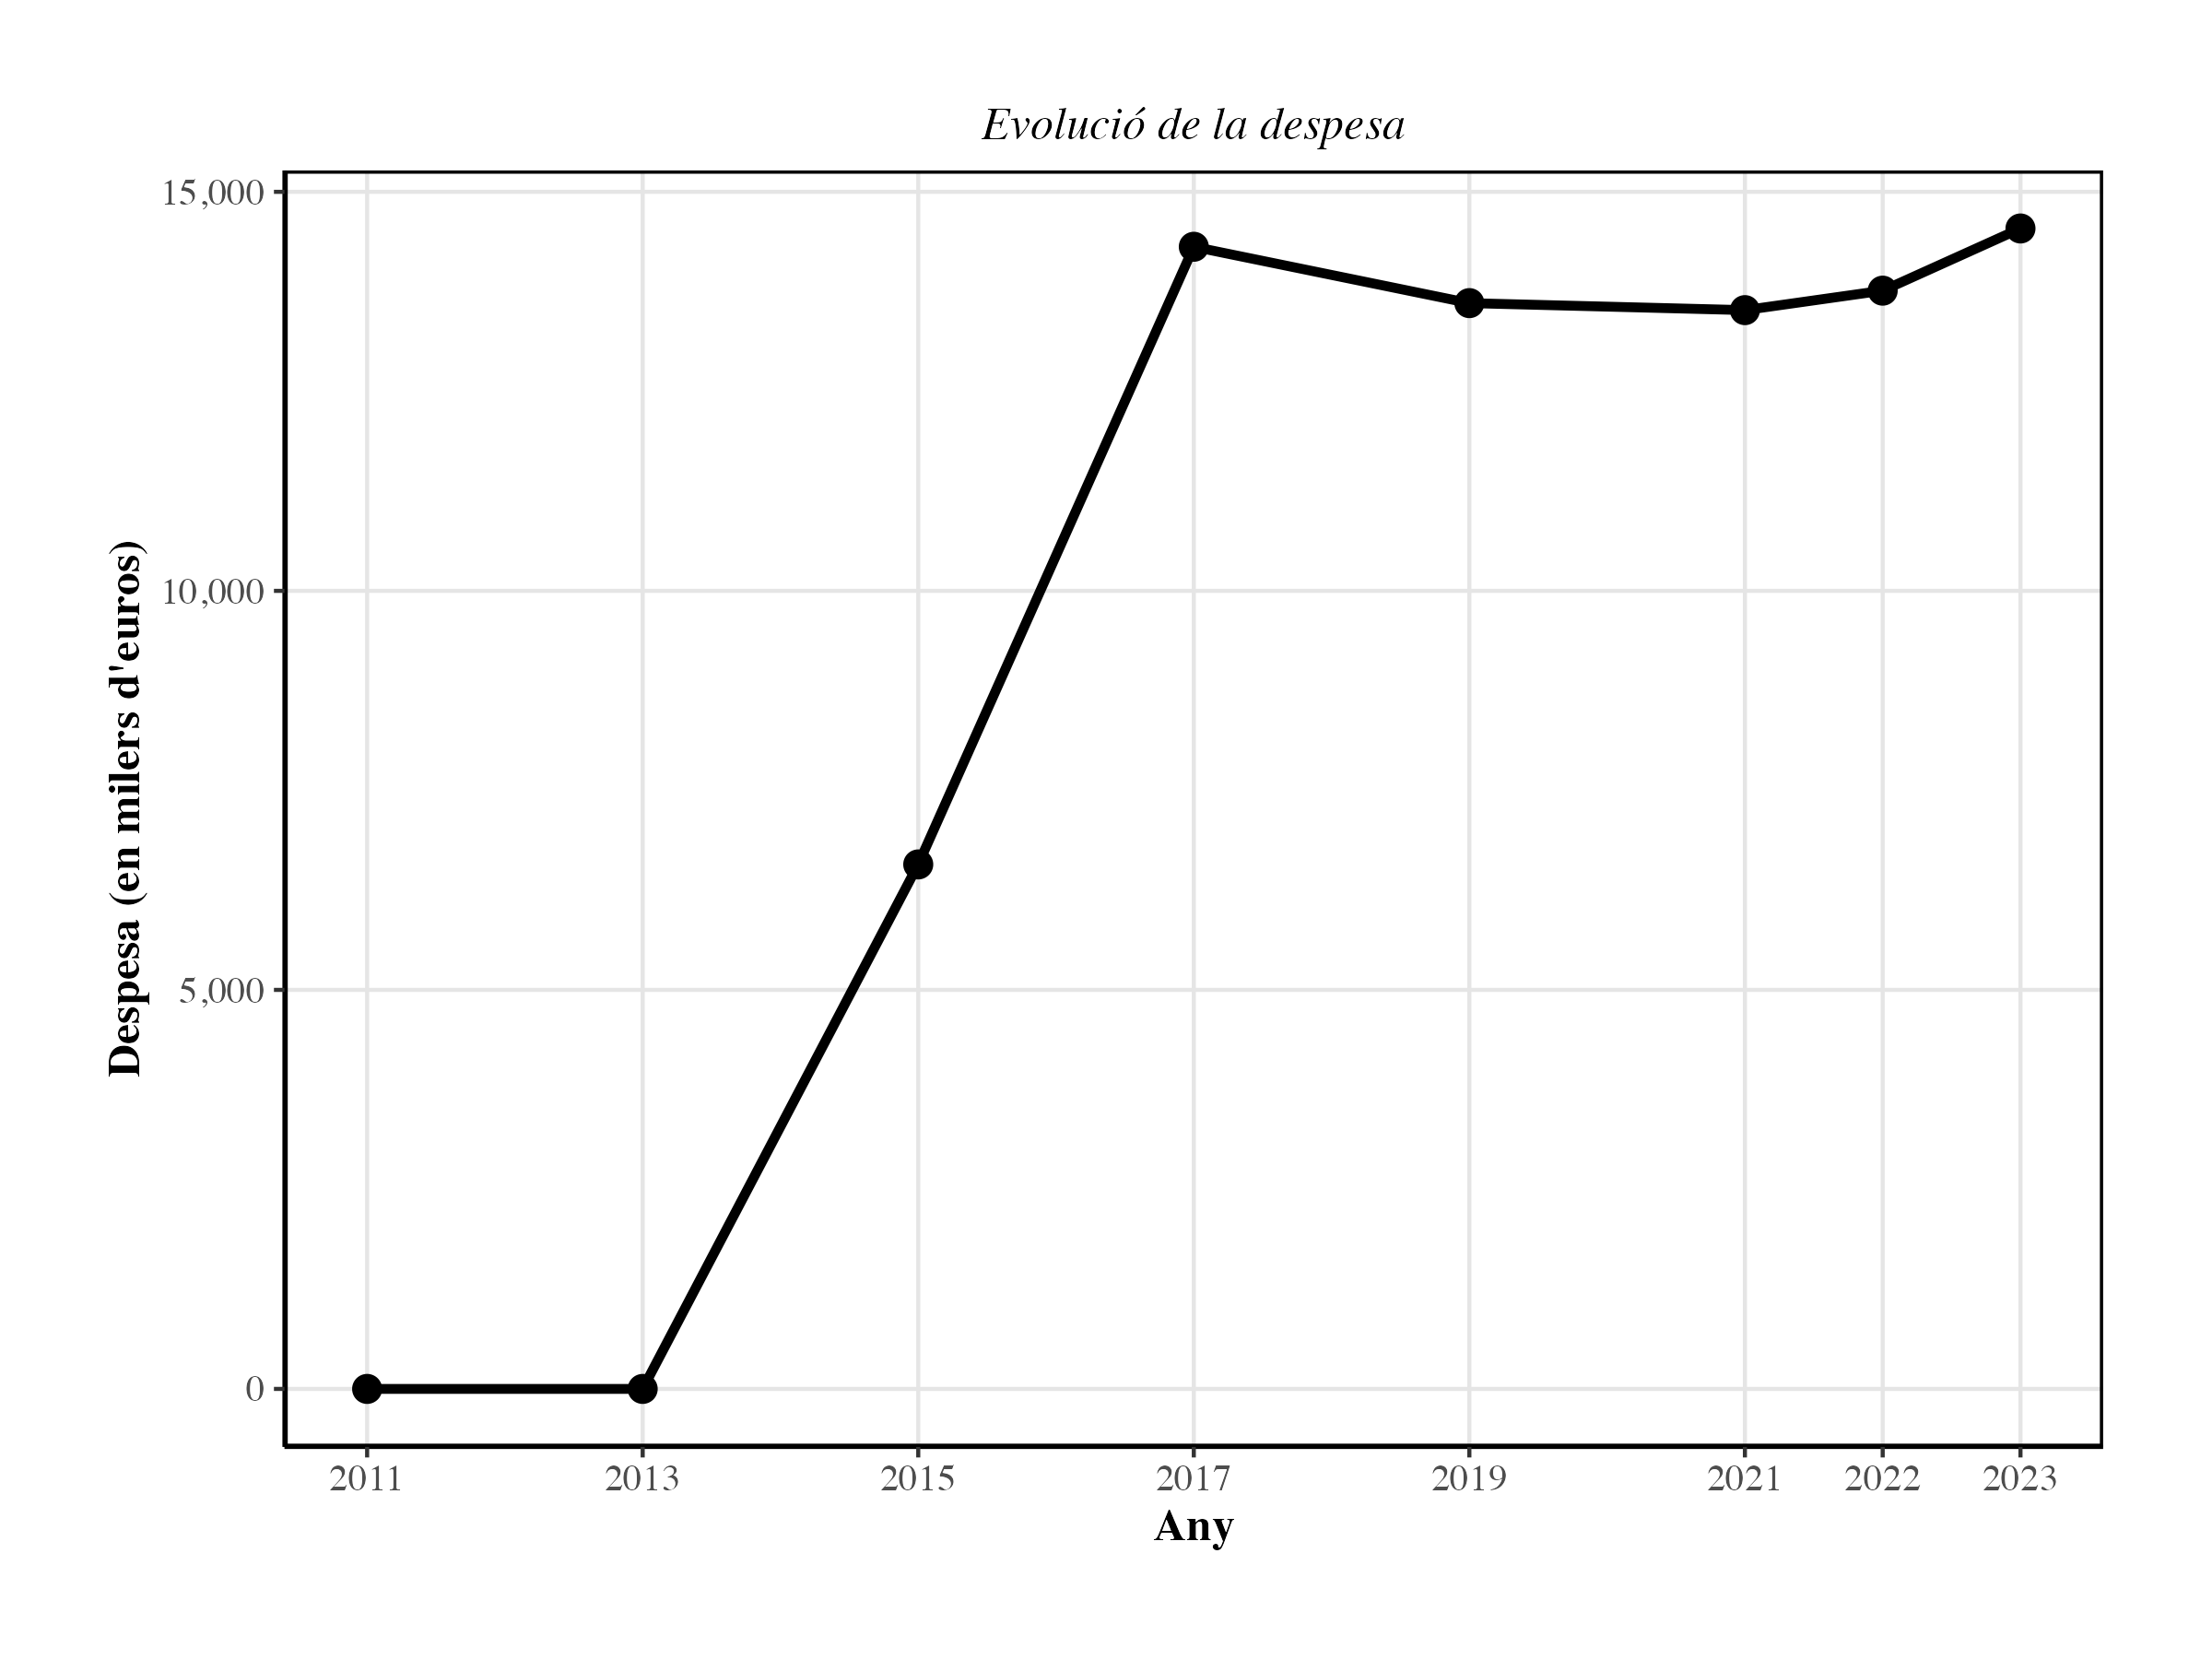 Evolució de la despesa
Despesa (en milers d'euros)
15,000
10,000
5,000
0
2011 2013 2015 2017 2019 2021 2022 2023
Any